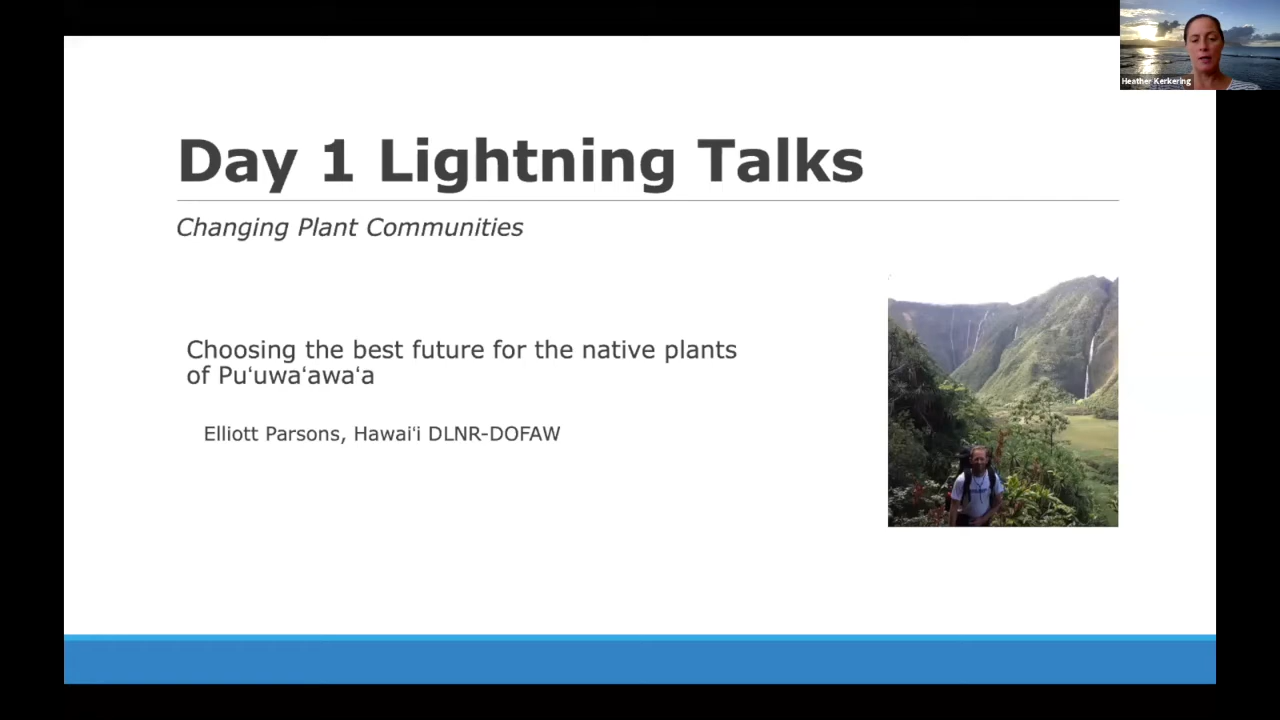 Heather Kerkering
Day 1 Lightning Talks
Changing Plant Communities
Choosing the best future for the native plants
of Puʻuwaʻawaʻa
Elliott Parsons, Hawaiʻi DLNR-DOFAW